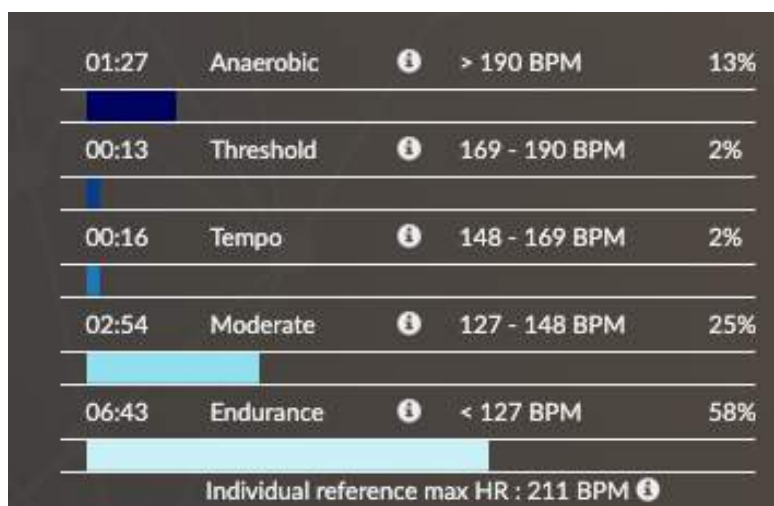 01:27 Anaerobic > 190 BPM 13%
00:13 Threshold 169 - 190 BPM 2%
00:16 Tempo 148 - 169 BPM 2%
02:54 Moderate 127 - 148 BPM 25%
06:43 Endurance < 127 BPM 58%
Individual reference max HR : 211 BPM